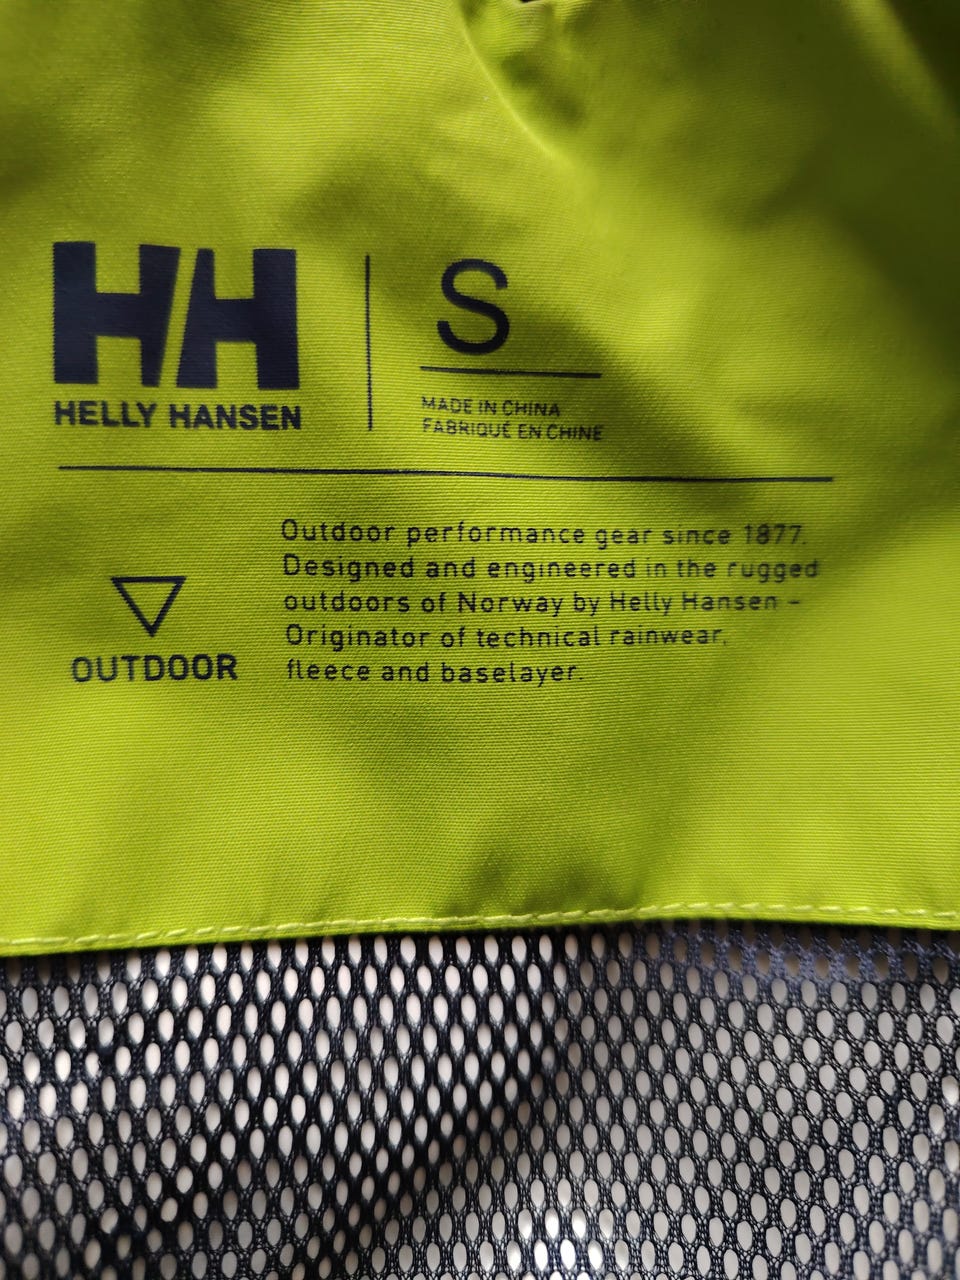 HH
HELLY HANSEN
S
MADE IN CHINA
FABRIQUÉ EN CHINE
OUTDOOR
Outdoor performance gear since 1877.
Designed and engineered in the rugged
outdoors of Norway by Helly Hansen –
Originator of technical rainwear,
fleece and baselayer.